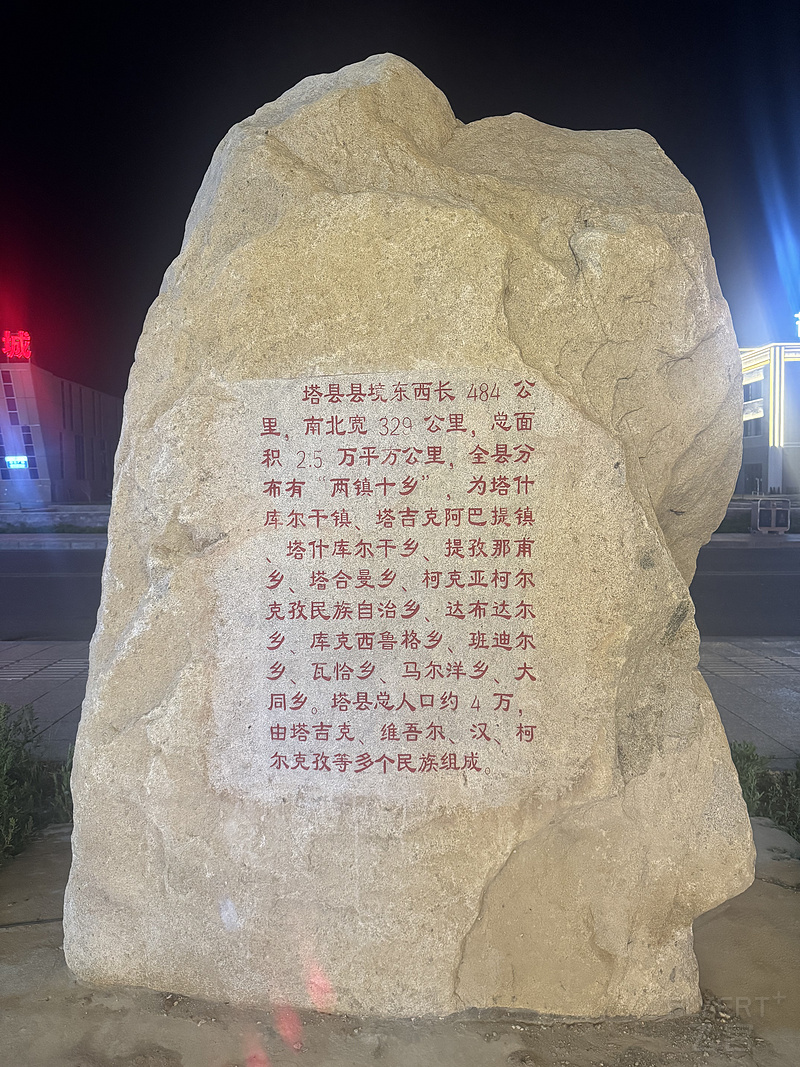 塔县县境东西长 484 公
里，南北宽 329 公里，总面
积 2.5 万平方公里，全县分
布有“两镇十乡”，为塔什
库尔干镇、塔吉克阿巴提镇
、塔什库尔干乡、提孜那甫
乡、塔合曼乡、柯克亚柯尔
克孜民族自治乡、达布达尔
乡、库克西鲁格乡、班迪尔
乡、瓦恰乡、马尔洋乡、大
同乡。塔县总人口约 4 万，
由塔吉克、维吾尔、汉、柯
尔克孜等多个民族组成。
城